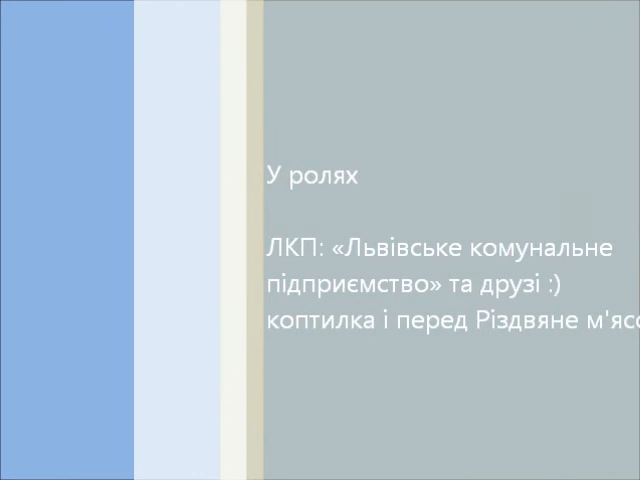 У ролях
ЛКП: «Львівське комунальне
підприємство» та друзі :)
коптилка і перед Різдвяне м'ясо